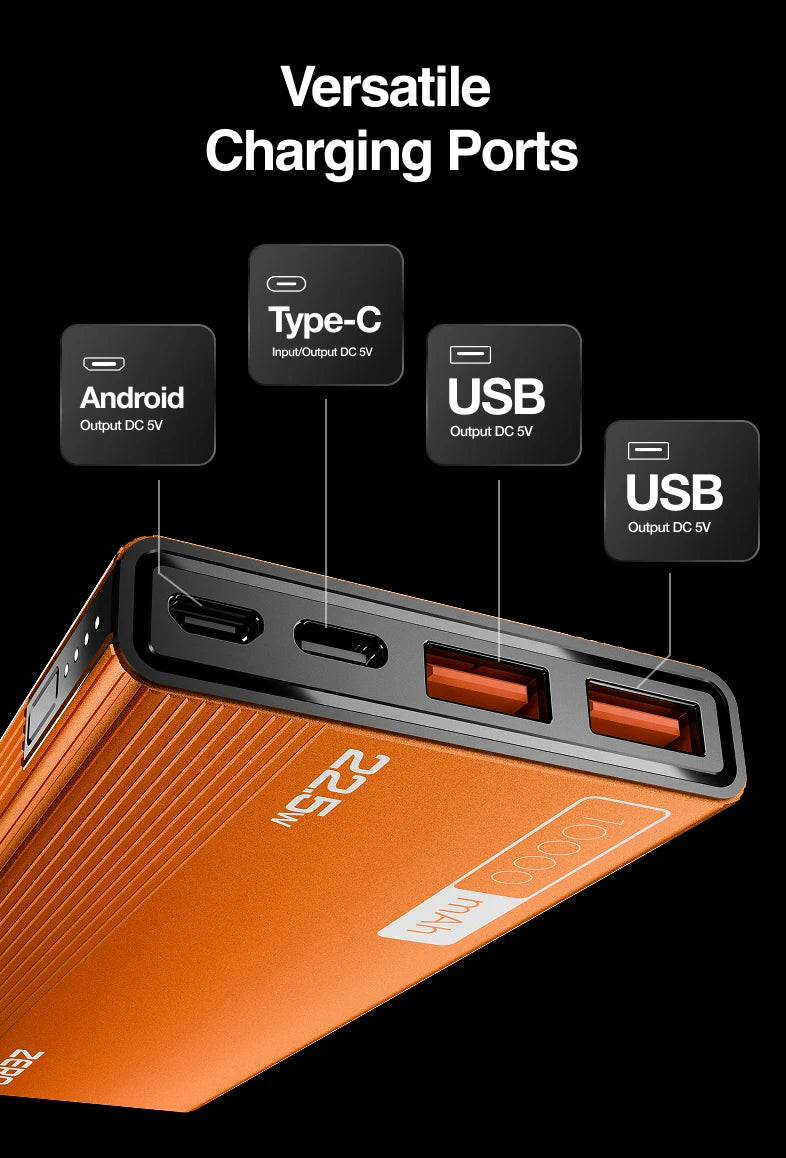 Versatile
Charging Ports
Type-C
Input/Output DC 5V
Android
Output DC 5V
USB
Output DC 5V
USB
Output DC 5V
22.5W
10000
mAh